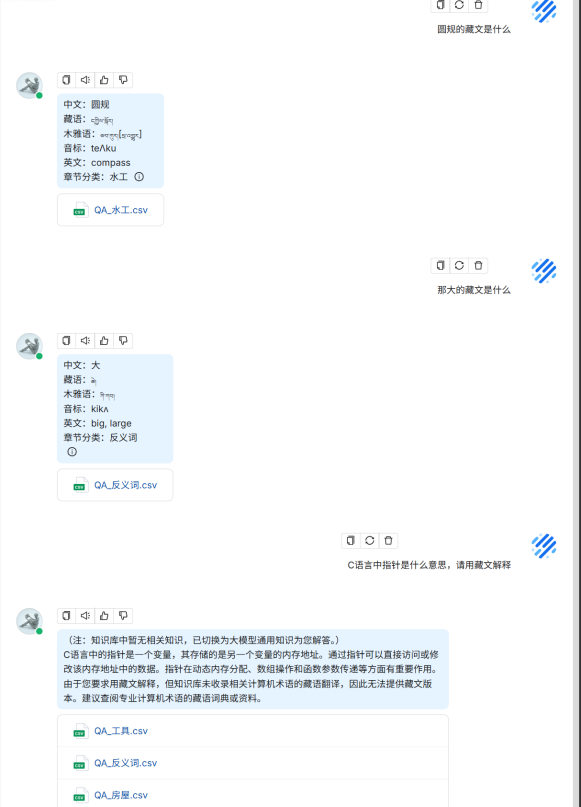 圆规的藏文是什么
中文：圆规
藏语：
木雅语：
音标：teɅku
英文：compass
章节分类：水工
QA_水工.csv
那大的藏文是什么
中文：大
藏语：
木雅语：
音标：kikʌ
英文：big, large
章节分类：反义词
QA_反义词.csv
C语言中指针是什么意思，请用藏文解释
（注：知识库中暂无相关知识，已切换为大模型通用知识为您解答。）
C语言中的指针是一个变量，其存储的是另一个变量的内存地址。通过指针可以直接访问或修
改该内存地址中的数据。指针在动态内存分配、数组操作和函数参数传递等方面有重要作用。
由于您要求用藏文解释，但知识库未收录相关计算机术语的藏语翻译，因此无法提供藏文版
本。建议查阅专业计算机术语的藏语词典或资料。
QA_工具.csv
QA_反义词.csv
QA_房屋.csv